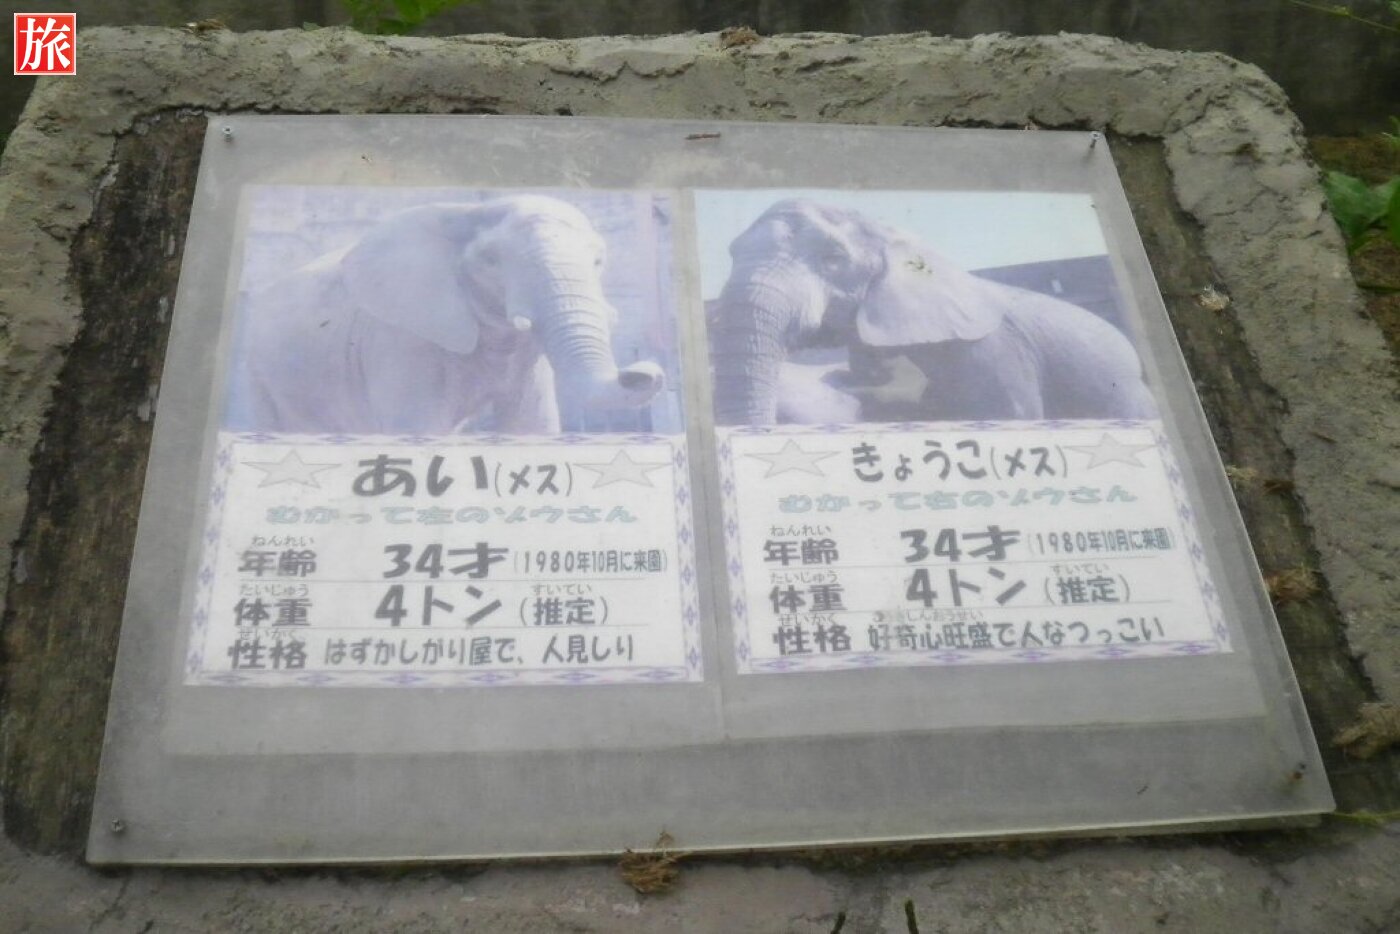 旅
あい(メス)
むかって左のゾウさん
ねんれい
年齢 34才(1980年10月に来園)
たいじゅう すいてい
体重 4トン(推定)
せいかく
性格 はずかしがり屋で、人見しり
きょうこ(メス)
むかって右のゾウさん
ねんれい
年齢 34才(1980年10月に来園)
たいじゅう すいてい
体重 4トン(推定)
せいかく しんおうせい
性格 好奇心旺盛で人なつっこい